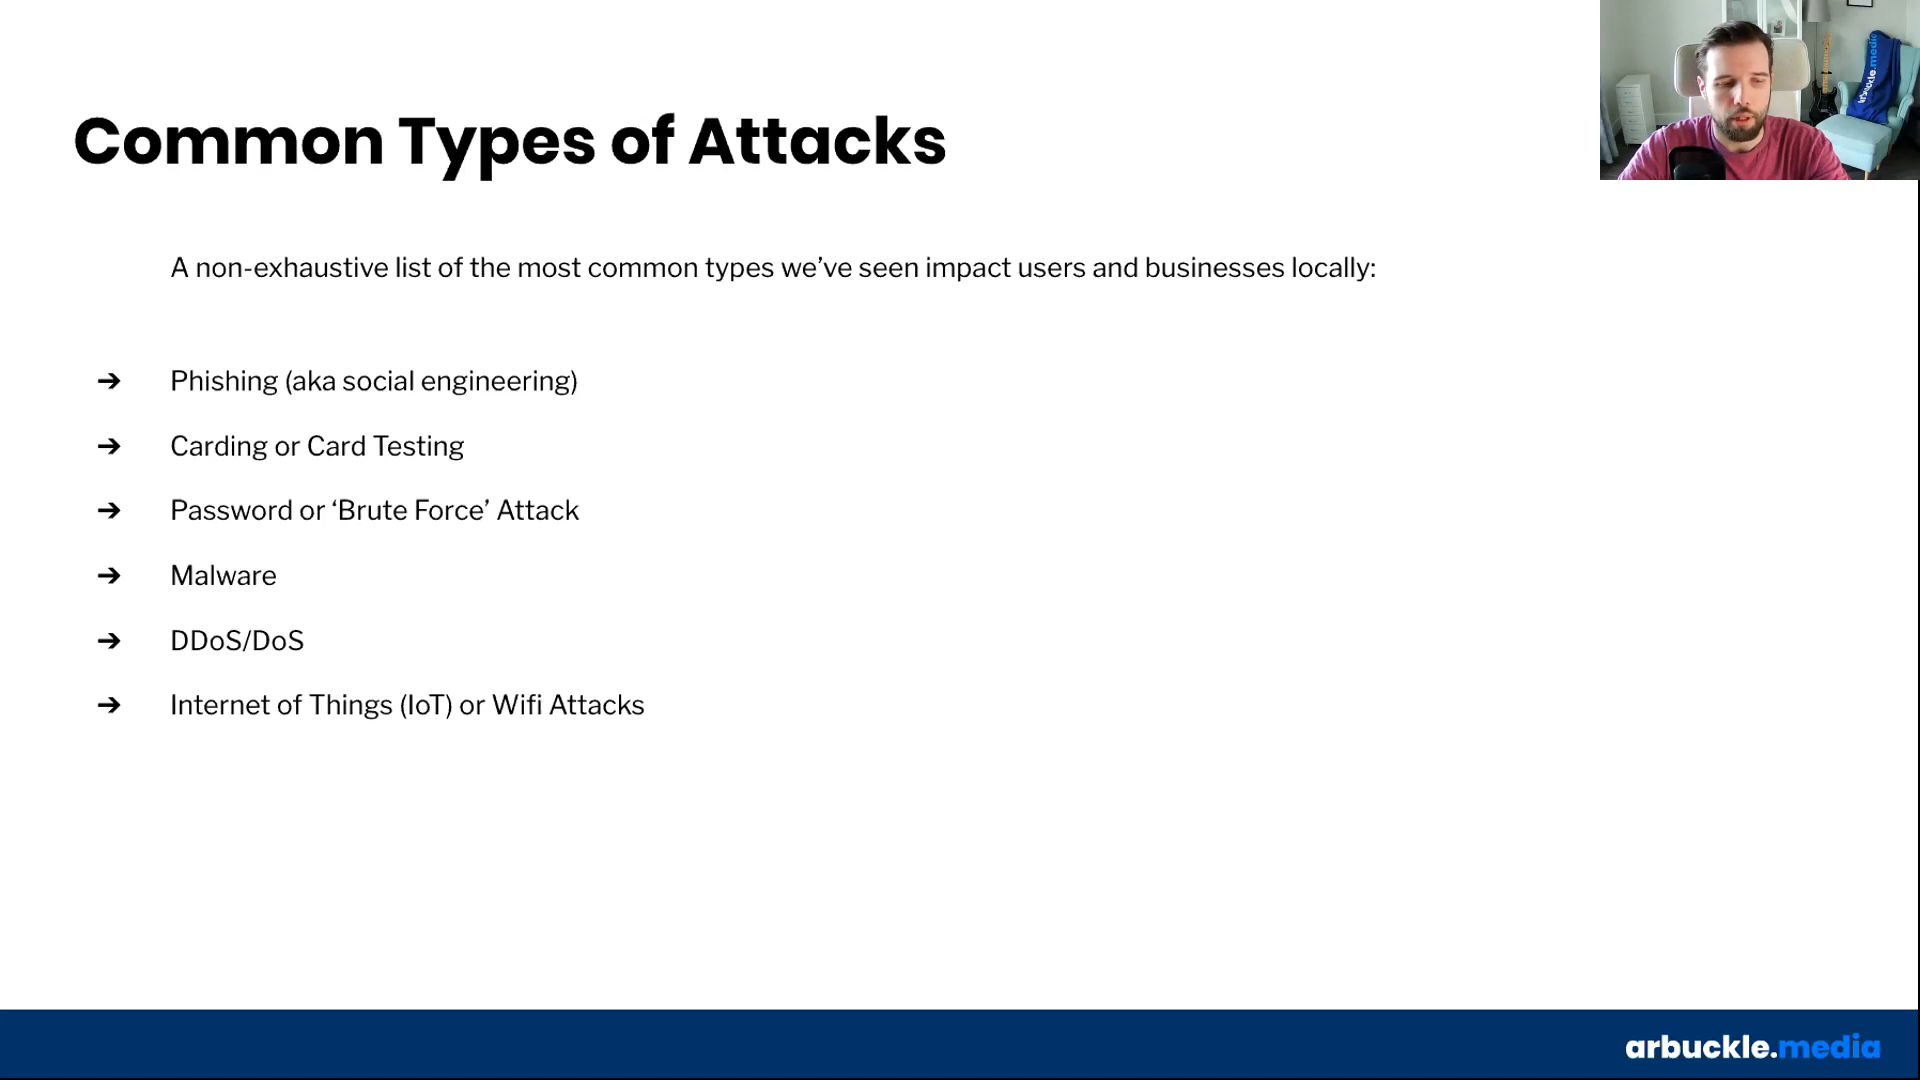 Common Types of Attacks
A non-exhaustive list of the most common types we’ve seen impact users and businesses locally:
➔ Phishing (aka social engineering)
➔ Carding or Card Testing
➔ Password or ‘Brute Force’ Attack
➔ Malware
➔ DDoS/DoS
➔ Internet of Things (IoT) or Wifi Attacks
arbuckle.media
arbuckle.media